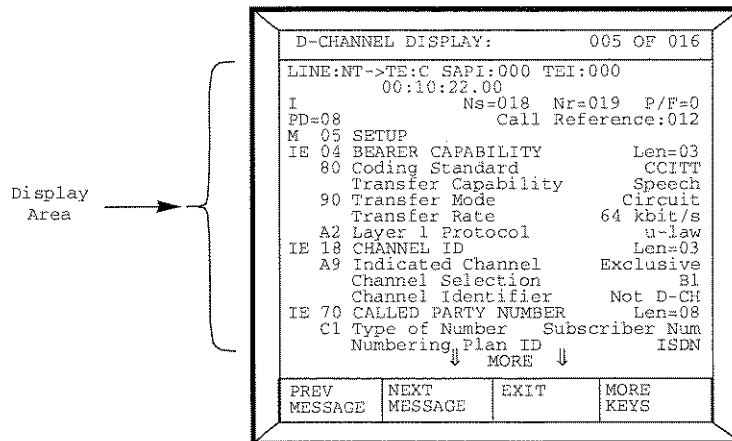 D-CHANNEL DISPLAY: 005 OF 016
LINE:NT->TE:C SAPI:000 TEI:000
00:10:22.00
I Ns=018 Nr=019 P/F=0
PD=08 Call Reference:012
M 05 SETUP
IE 04 BEARER CAPABILITY Len=03
80 Coding Standard CCITT
Transfer Capability Speech
90 Transfer Mode Circuit
Transfer Rate 64 kbit/s
A2 Layer 1 Protocol u-law
IE 18 CHANNEL ID Len=03
A9 Indicated Channel Exclusive
Channel Selection B1
Channel Identifier Not D-CH
IE 70 CALLED PARTY NUMBER Len=08
C1 Type of Number Subscriber Num
Numbering Plan ID ISDN
⇓ MORE ⇓
PREV MESSAGE
NEXT MESSAGE
EXIT
MORE KEYS
Display
Area